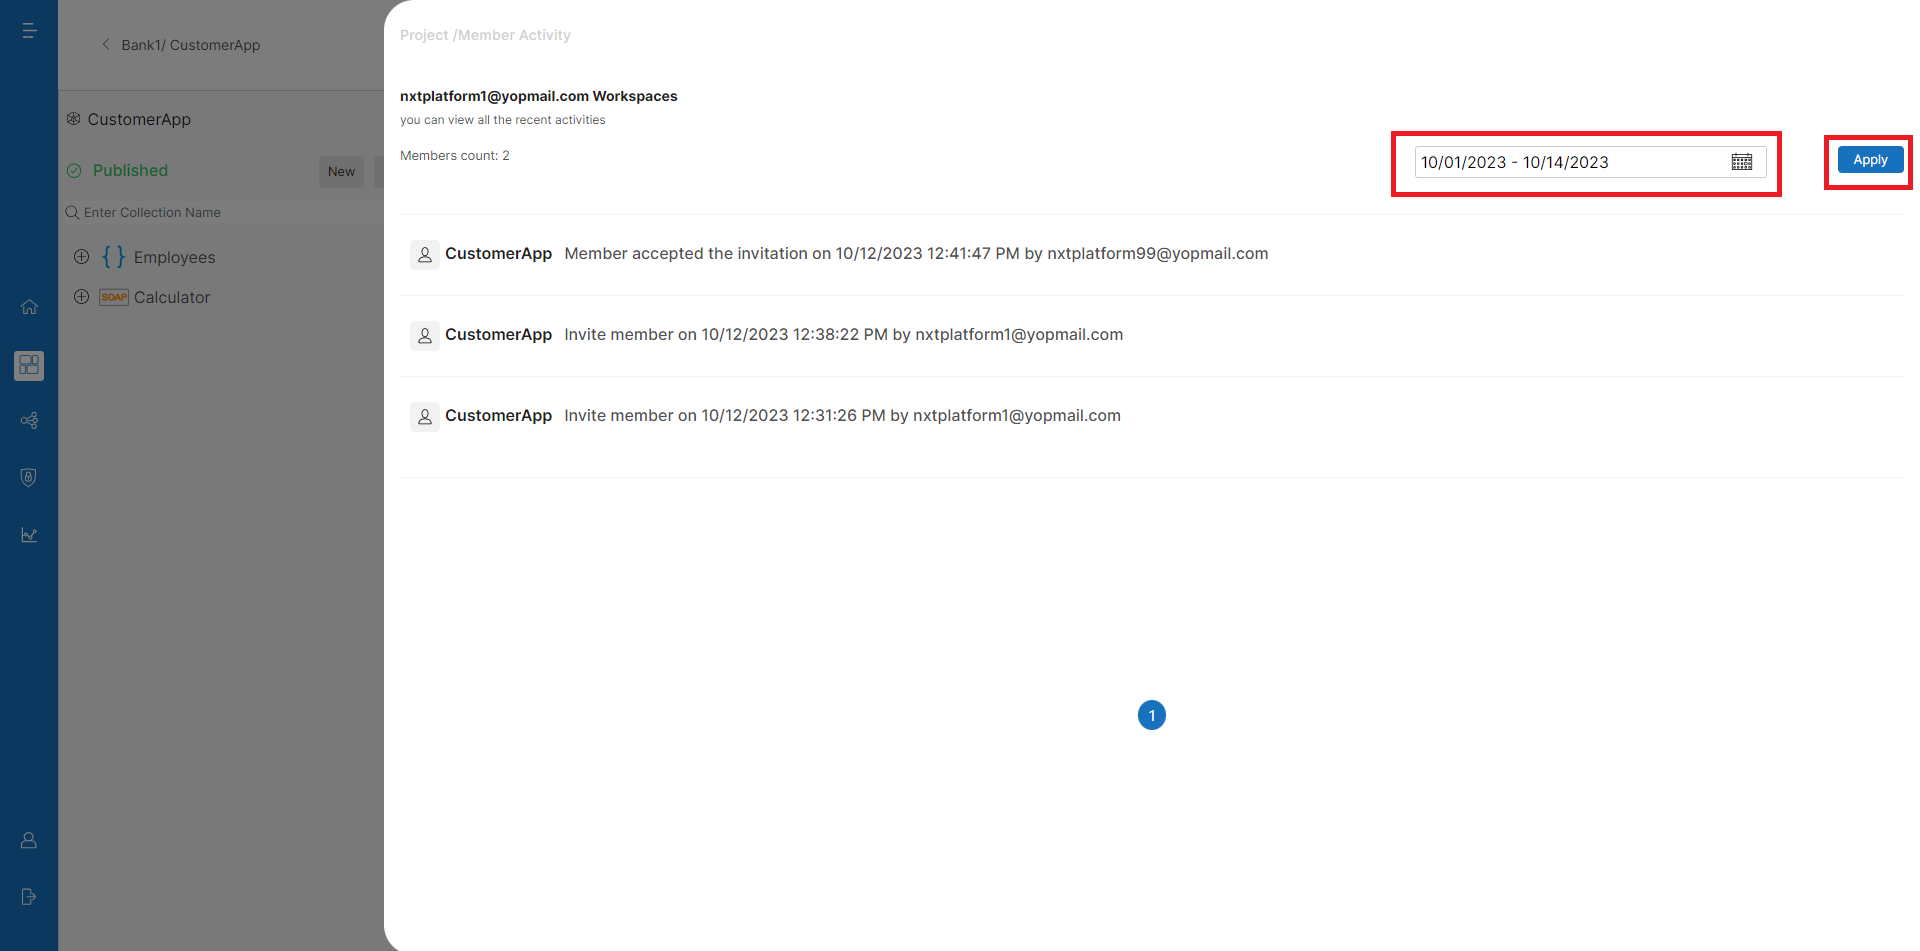 Bank1/ CustomerApp
CustomerApp
Published
New
Enter Collection Name
{ } Employees
SOAP Calculator
Project /Member Activity
nxtplatform1@yopmail.com Workspaces
you can view all the recent activities
Members count: 2
10/01/2023 - 10/14/2023
Apply
CustomerApp Member accepted the invitation on 10/12/2023 12:41:47 PM by nxtplatform99@yopmail.com
CustomerApp Invite member on 10/12/2023 12:38:22 PM by nxtplatform1@yopmail.com
CustomerApp Invite member on 10/12/2023 12:31:26 PM by nxtplatform1@yopmail.com
1